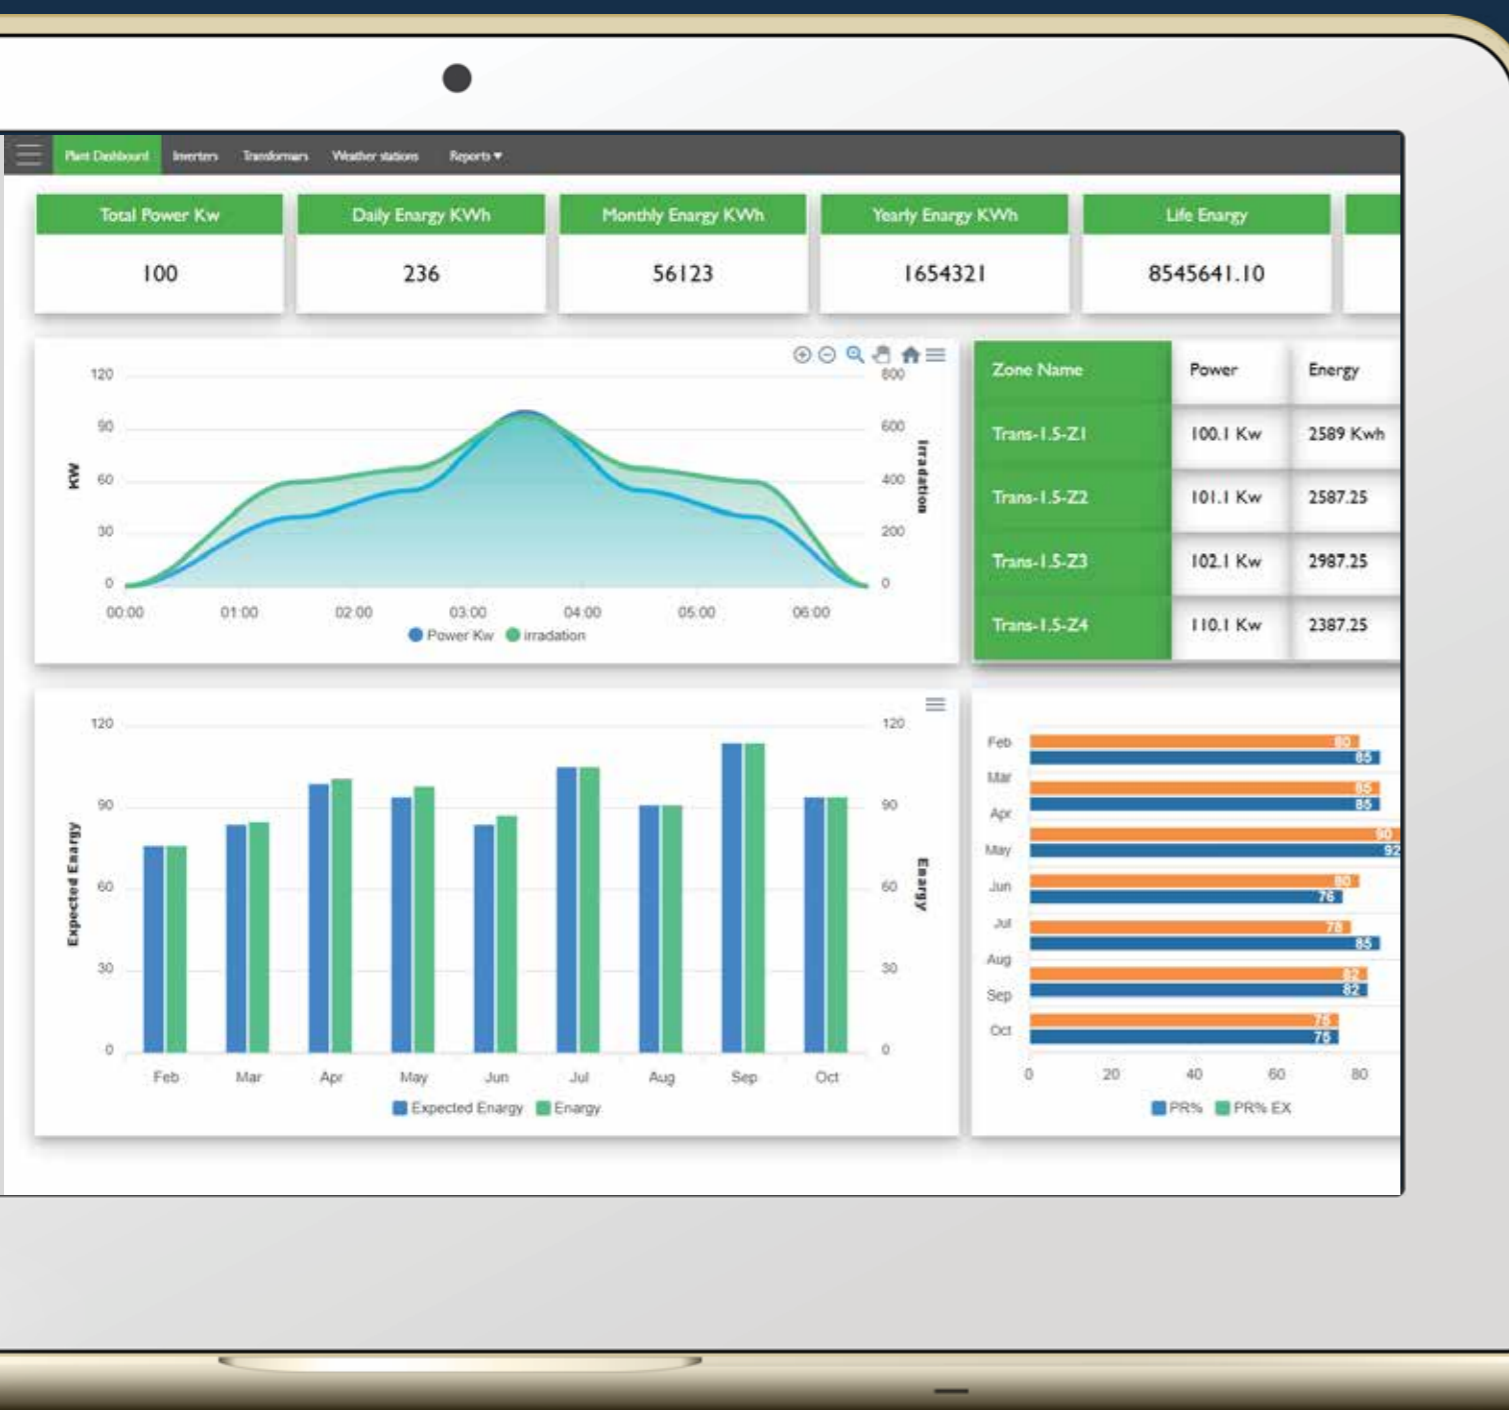 Plant Dashbourd Inverters Transformars Weather stations Reports
Total Power Kw Daily Enargy KWh Monthly Enargy KWh Yearly Enargy KWh Life Enargy
100 236 56123 1654321 8545641.10
120 800
90 600
60 400
30 200
0 0
KW
Irradation
00:00 01:00 02:00 03:00 04:00 05:00 06:00
Power Kw irradation
Zone Name Power Energy
Trans-1.5-Z1 100.1 Kw 2589 Kwh
Trans-1.5-Z2 101.1 Kw 2587.25
Trans-1.5-Z3 102.1 Kw 2987.25
Trans-1.5-Z4 110.1 Kw 2387.25
120 120
90 90
60 60
30 30
0 0
Expected Enargy
Enargy
Feb Mar Apr May Jun Jul Aug Sep Oct
Expected Enargy Enargy
Feb 80
85
Mar 85
Apr 85
90
May 92
Jun 80
76
Jul 78
85
Aug 82
Sep 82
75
Oct 75
0 20 40 60 80
PR% PR% EX